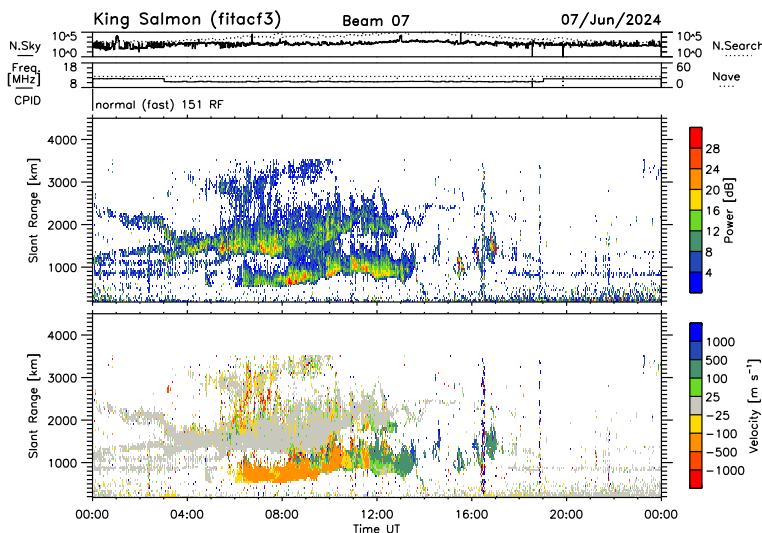 King Salmon (fitacf3) Beam 07 07/Jun/2024
N.Sky 10^5 10^0 10^5 10^0 N.Search
Freq. [MHz] 18 8 60 0 Nave
CPID normal (fast) 151 RF
Slant Range [km] 4000 3000 2000 1000
Power [dB] 28 24 20 16 12 8 4
Slant Range [km] 4000 3000 2000 1000
Velocity [m s⁻¹] 1000 500 100 25 −25 −100 −500 −1000
00:00 04:00 08:00 12:00 16:00 20:00 00:00
Time UT